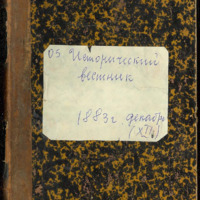 05. Исторический
вестник
1883 г. декабрь
(XIV)